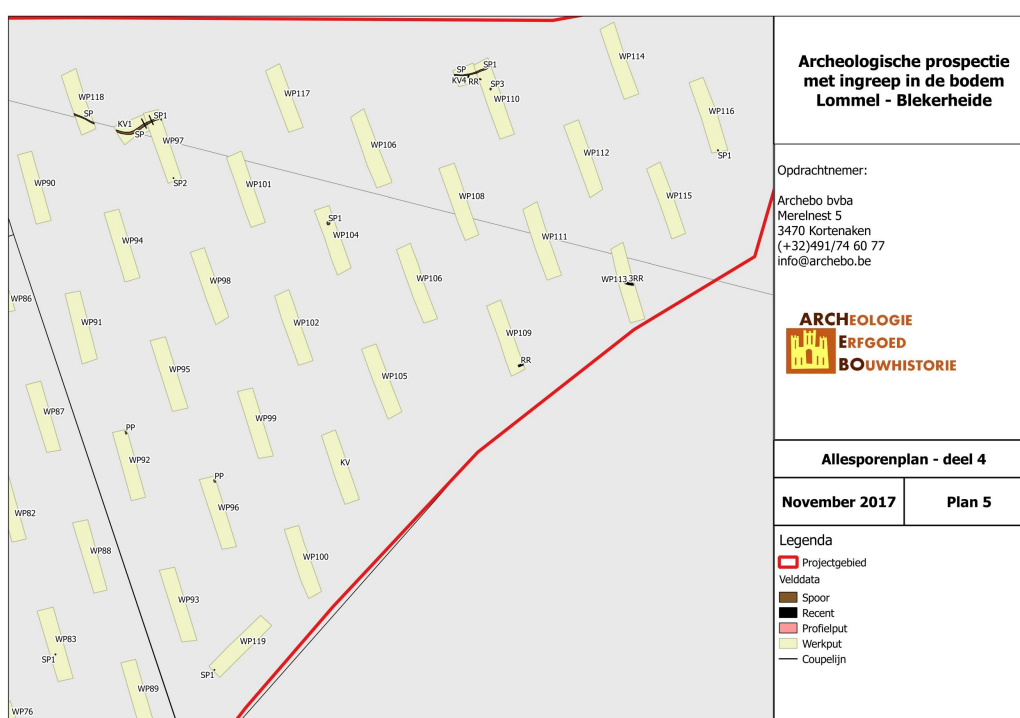 WP114
SP
SP1
KV4
RR
SP3
WP110
WP118
WP117
WP116
SP
KV1
SP1
SP
WP97
WP106
WP112
SP1
WP90
SP2
WP101
WP108
WP115
SP1
WP104
WP94
WP111
WP98
WP106
WP113
3RR
WP86
WP91
WP102
WP109
RR
WP95
WP105
WP87
WP99
PP
WP92
KV
PP
WP82
WP96
WP88
WP100
WP93
WP83
SP1
WP119
SP1
WP89
WP76
Archeologische prospectie
met ingreep in de bodem
Lommel - Blekerheide
Opdrachtnemer:
Archebo bvba
Merelnest 5
3470 Kortenaken
(+32)491/74 60 77
info@archebo.be
ARCHEOLOGIE
ERFGOED
BOUWHISTORIE
Allesporenplan - deel 4
November 2017
Plan 5
Legenda
Projectgebied
Velddata
Spoor
Recent
Profielput
Werkput
Coupelijn